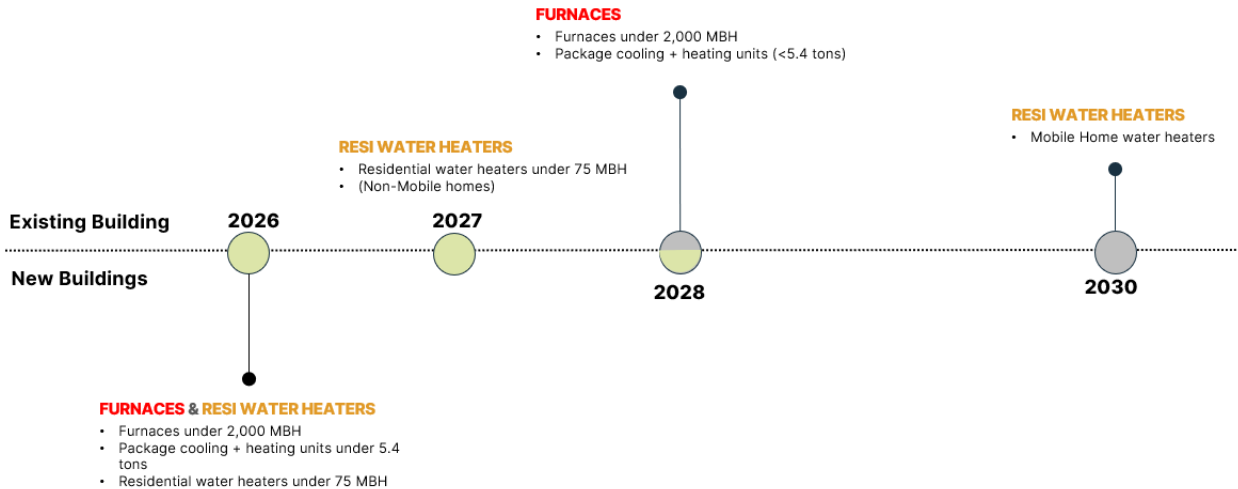 FURNACES
• Furnaces under 2,000 MBH
• Package cooling + heating units (<5.4 tons)
RESI WATER HEATERS
• Mobile Home water heaters
RESI WATER HEATERS
• Residential water heaters under 75 MBH
• (Non-Mobile homes)
Existing Building
2026
2027
New Buildings
2028
2030
FURNACES & RESI WATER HEATERS
• Furnaces under 2,000 MBH
• Package cooling + heating units under 5.4
tons
• Residential water heaters under 75 MBH